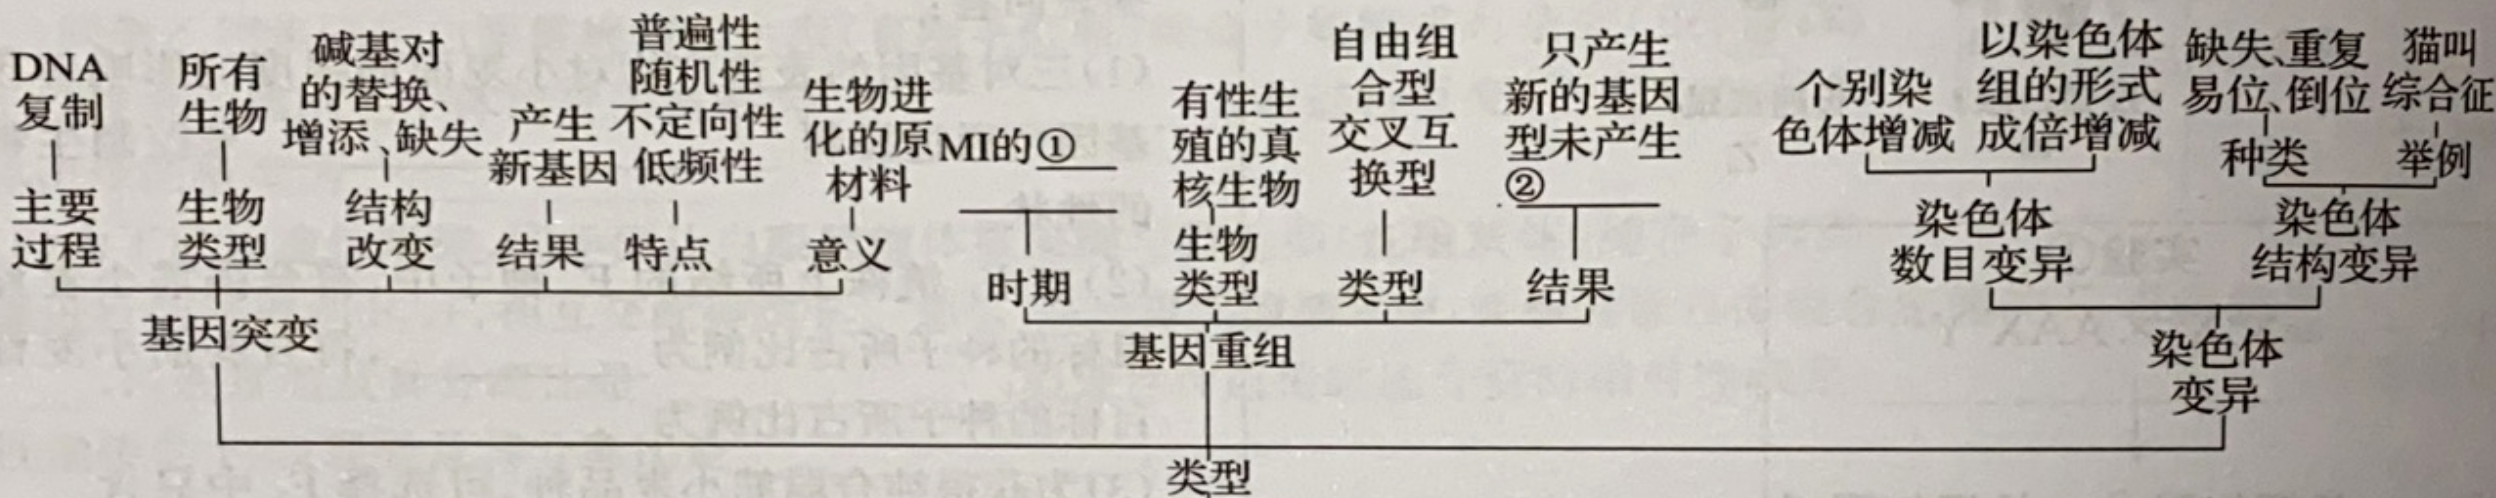 DNA
复制
主要
过程
所有
生物
生物
类型
碱基对
的替换、
增添、缺失
结构
改变
产生
新基因
结果
普遍性
随机性
不定向性
低频性
特点
生物进
化的原
材料
意义
基因突变
MI的①
时期
有性生
殖的真
核生物
生物
类型
自由组
合型
交叉互
换型
类型
只产生
新的基因
型未产生
②
结果
基因重组
个别染
色体增减
以染色体
组的形式
成倍增减
染色体
数目变异
缺失、重复
易位、倒位
种类
猫叫
综合征
举例
染色体
结构变异
染色体
变异
类型